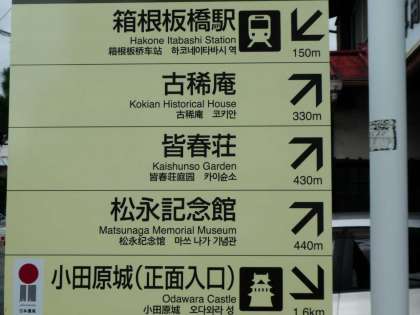 箱根板橋駅
Hakone Itabashi Station
箱根板桥车站 하코네이타바시 역
150m
古稀庵
Kokian Historical House
古稀庵 코키안
330m
皆春荘
Kaishunso Garden
皆春荘庭园 카이슌소
430m
松永記念館
Matsunaga Memorial Museum
松永纪念馆 마쓰 나가 기념관
440m
小田原城(正面入口)
Odawara Castle
小田原城 오다와라 성
1.6km
日本遺産